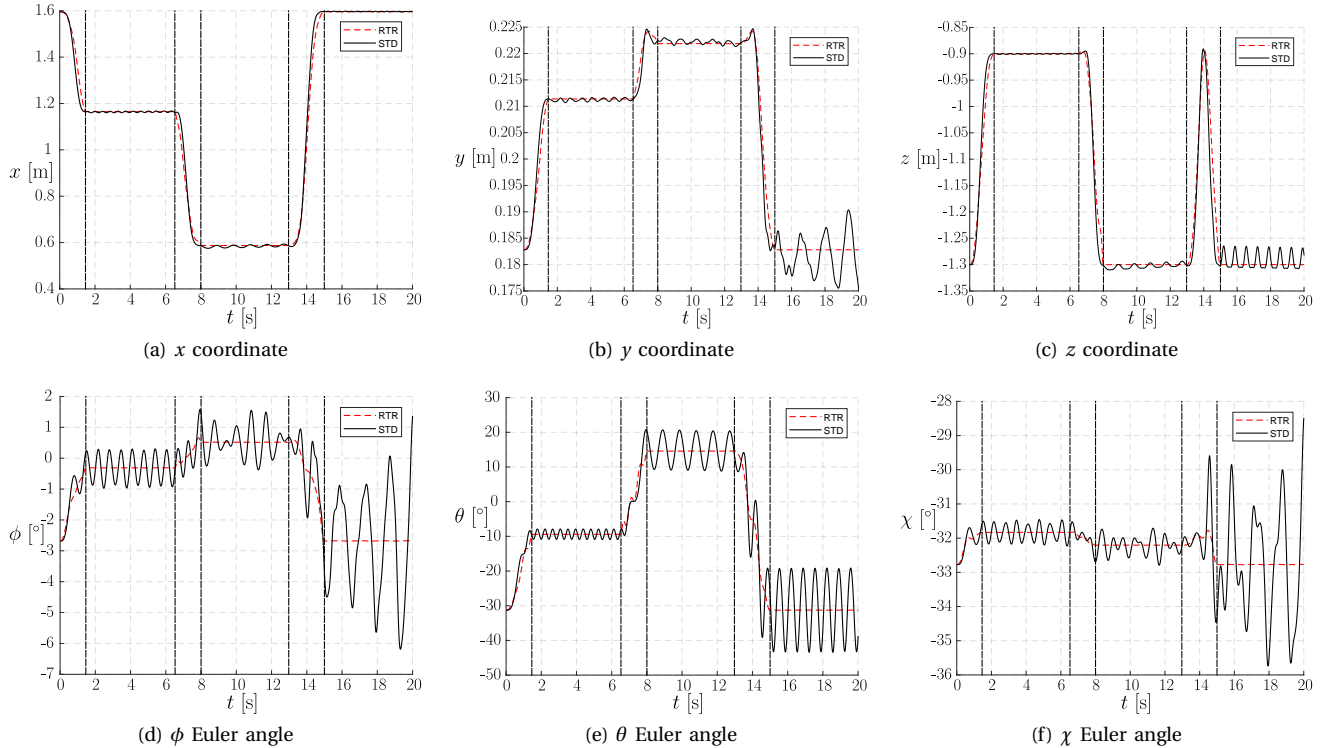 1.6
1.4
1.2
1
0.8
0.6
0.4
x [m]
RTR
STD
0 2 4 6 8 10 12 14 16 18 20
t [s]
(a) x coordinate
0.225
0.22
0.215
0.21
0.205
0.2
0.195
0.19
0.185
0.18
0.175
y [m]
RTR
STD
0 2 4 6 8 10 12 14 16 18 20
t [s]
(b) y coordinate
-0.85
-0.9
-0.95
-1
-1.05
-1.1
-1.15
-1.2
-1.25
-1.3
-1.35
z [m]
RTR
STD
0 2 4 6 8 10 12 14 16 18 20
t [s]
(c) z coordinate
2
1
0
-1
-2
-3
-4
-5
-6
-7
ϕ [°]
RTR
STD
0 2 4 6 8 10 12 14 16 18 20
t [s]
(d) ϕ Euler angle
30
20
10
0
-10
-20
-30
-40
-50
θ [°]
RTR
STD
0 2 4 6 8 10 12 14 16 18 20
t [s]
(e) θ Euler angle
-28
-29
-30
-31
-32
-33
-34
-35
-36
χ [°]
RTR
STD
0 2 4 6 8 10 12 14 16 18 20
t [s]
(f) χ Euler angle